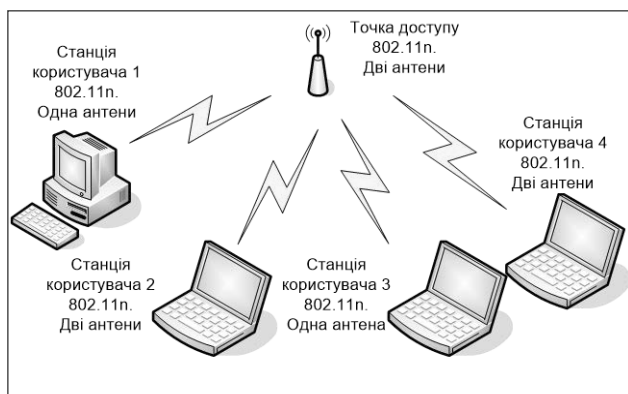 Точка доступу
802.11n.
Дві антени
Станція
користувача 1
802.11n.
Одна антени
Станція
користувача 4
802.11n.
Дві антени
Станція
користувача 2
802.11n.
Дві антени
Станція
користувача 3
802.11n.
Одна антена